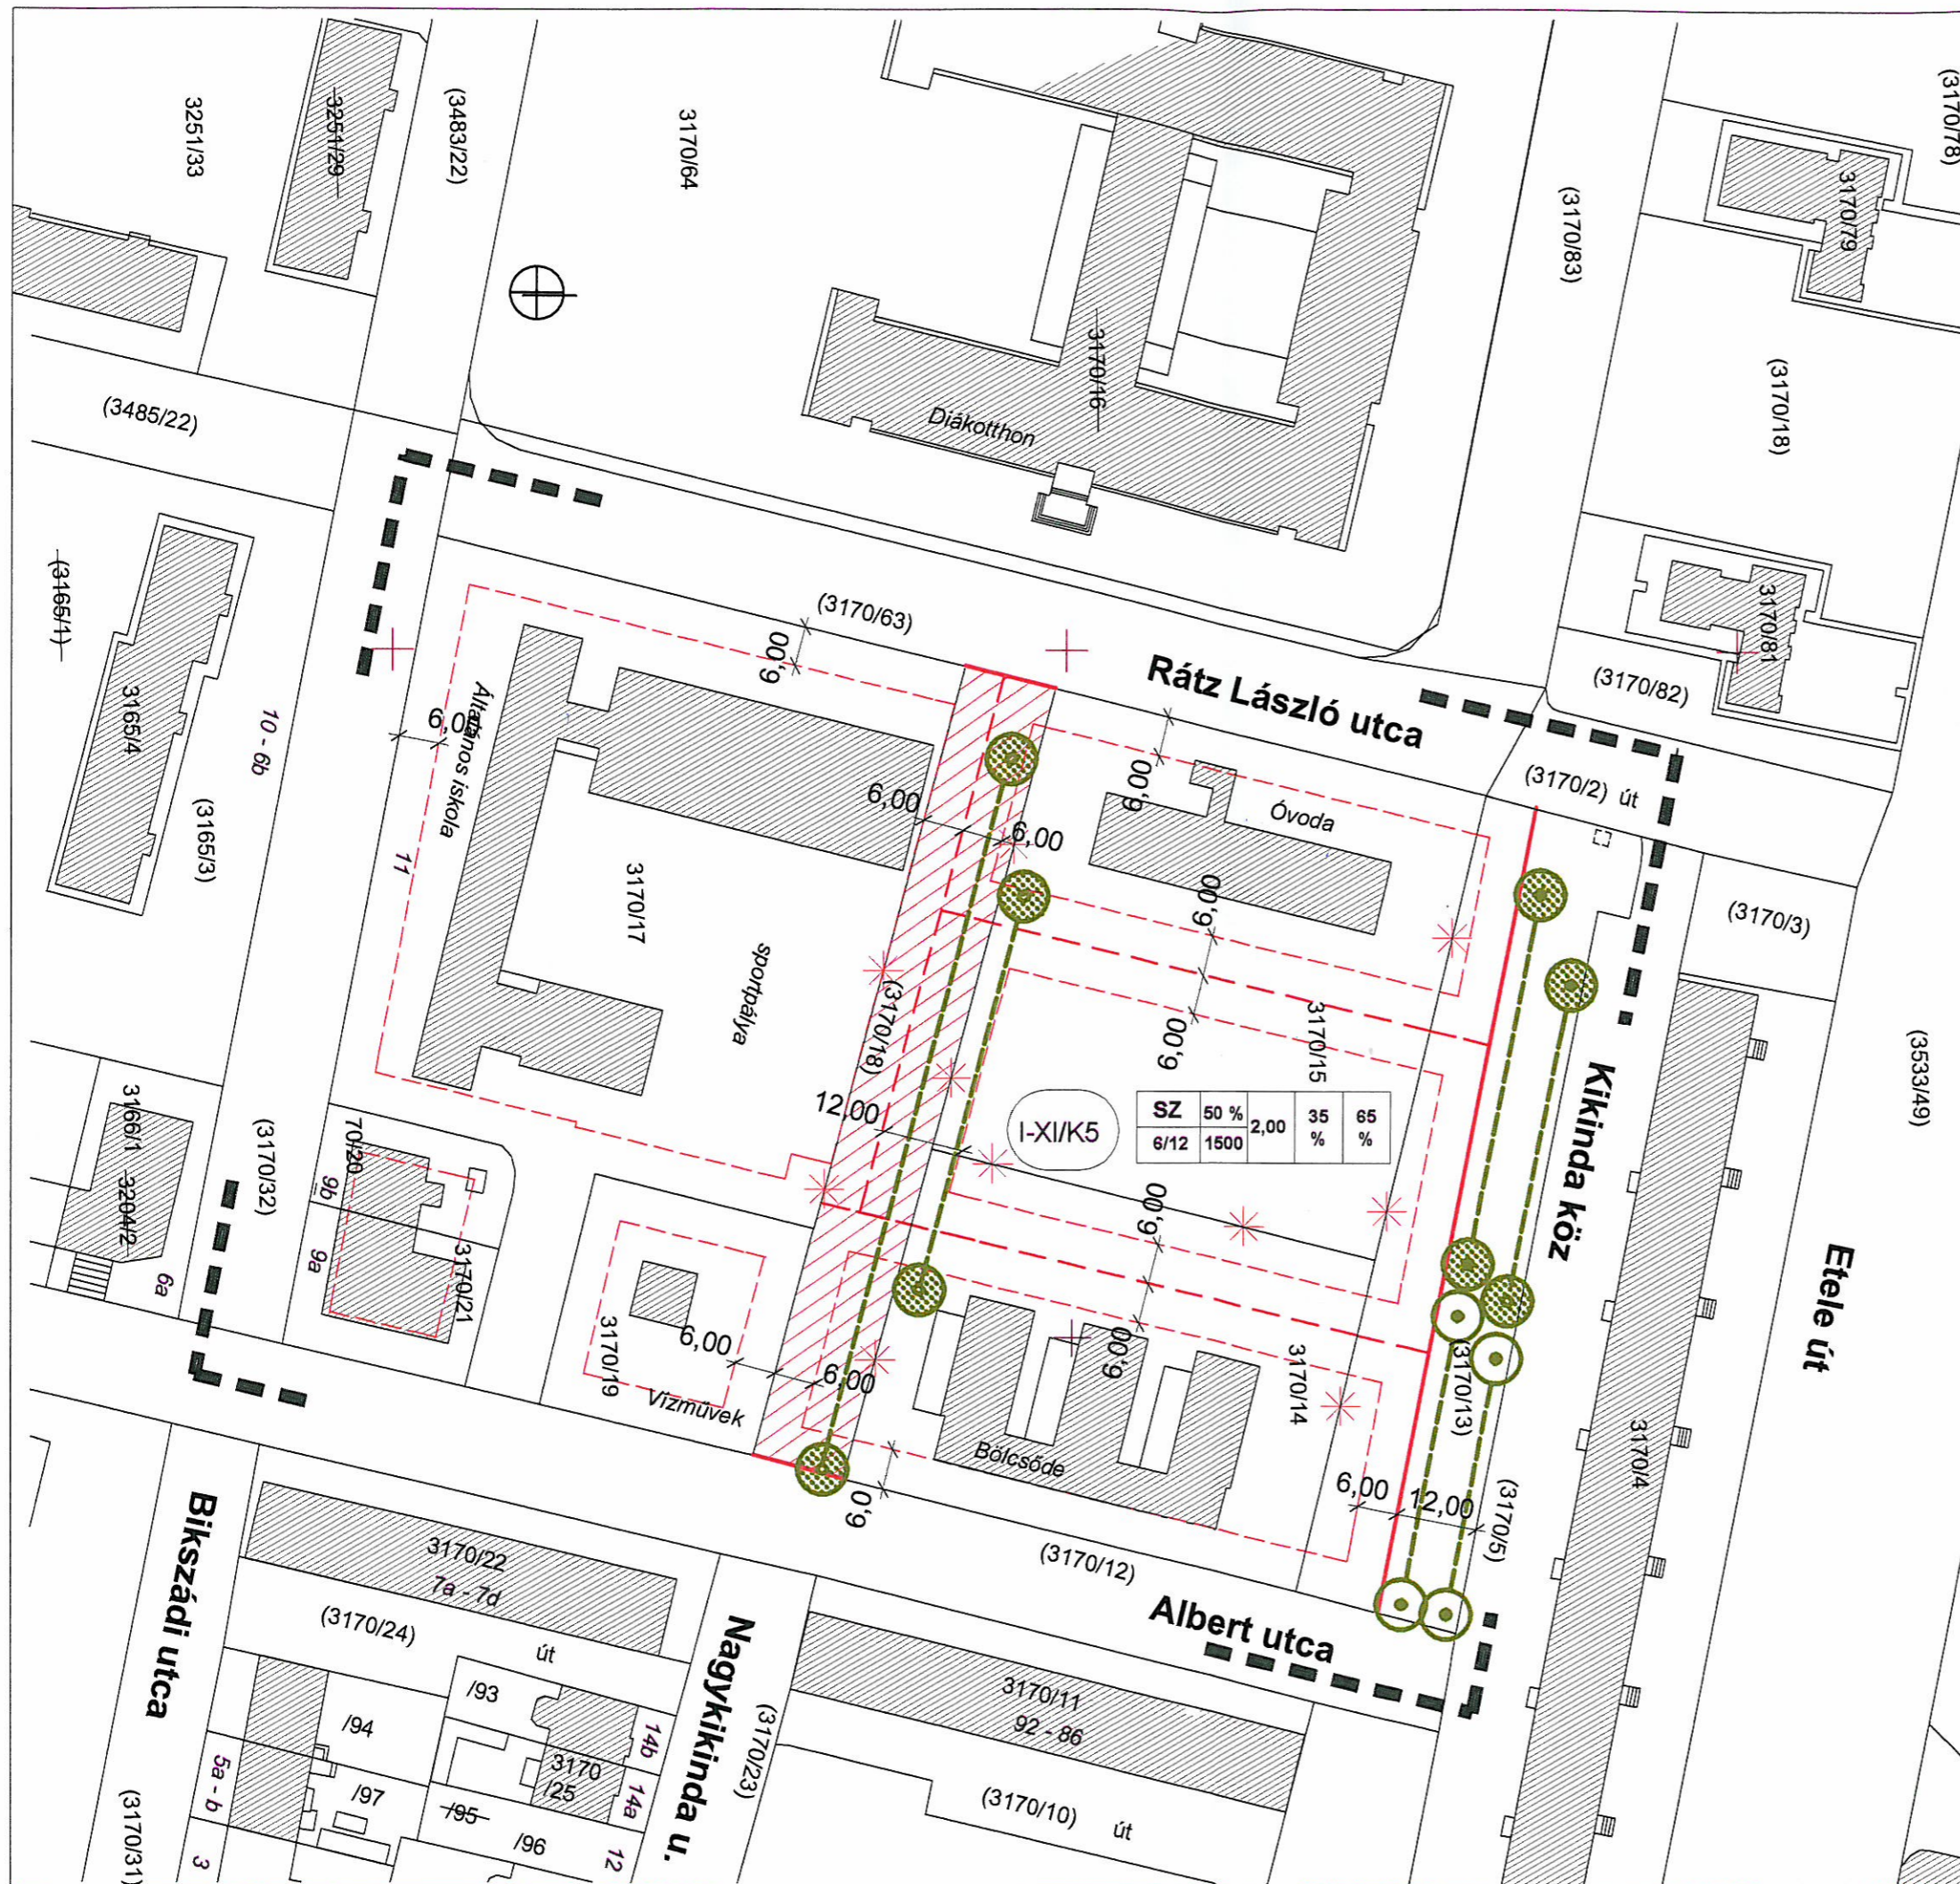 3251/33
3251/29
(3483/22)
3170/64
(3170/83)
(3170/78)
3170/79
3170/16
Diákotthon
(3170/18)
(3485/22)
(3165/1)
3165/4
10 - 6b
(3165/3)
(3170/63)
6,00
6,00
Általános iskola
11
Rátz László utca
3170/81
(3170/82)
(3170/2) út
6,00
Óvoda
6,00
6,00
3170/17
sportpálya
(3170/18)
6,00
6,00
3170/15
(3170/3)
Kikinda köz
(3533/49)
Etele út
12,00
I-XI/K5
SZ 50 % 2,00 35 % 65 %
6/12 1500
3166/1
3204/2
6a
(3170/32)
70/20
9b
9a
3170/21
3170/19
Vízművek
6,00
6,00
6,00
6,00
3170/14
(3170/13)
3170/4
Bölcsőde
6,0
6,00
12,00
(3170/5)
(3170/12)
Albert utca
Bikszádi utca
3170/22
7a - 7d
(3170/24)
út
Nagykikinda u.
(3170/23)
3170/11
92 - 86
(3170/10) út
/93
/94
14b
3170
/25
14a
/97
/95
/96
12
5a - b
3
(3170/31)